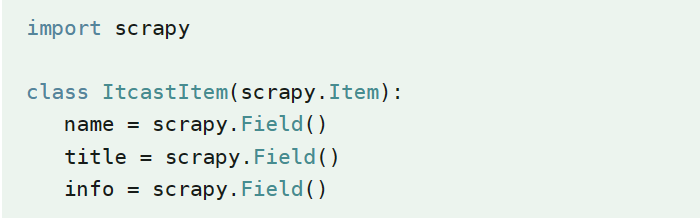 import scrapy

class ItcastItem(scrapy.Item):
   name = scrapy.Field()
   title = scrapy.Field()
   info = scrapy.Field()